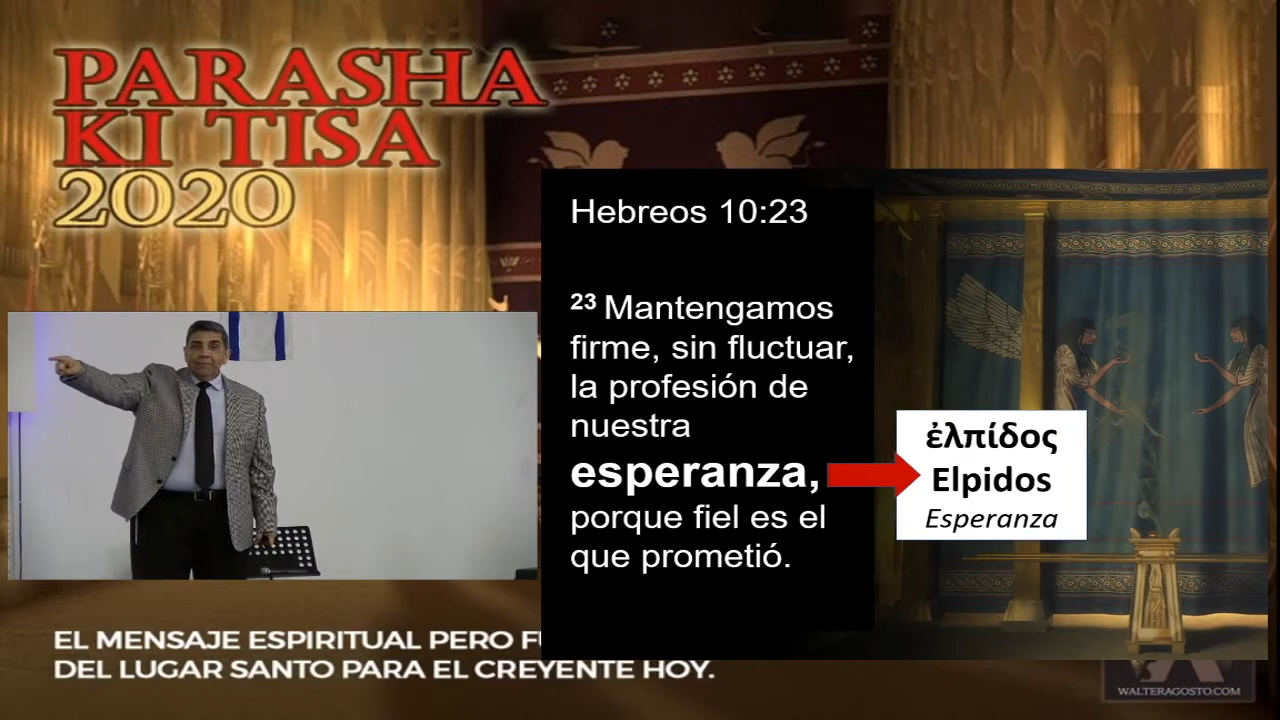 PARASHA
KI TISA
2020
Hebreos 10:23
23 Mantengamos
firme, sin fluctuar,
la profesión de
nuestra
esperanza,
porque fiel es el
que prometió.
ἐλπίδος
Elpidos
Esperanza
EL MENSAJE ESPIRITUAL PERO
DEL LUGAR SANTO PARA EL CREYENTE HOY.
WALTERAGOSTO.COM